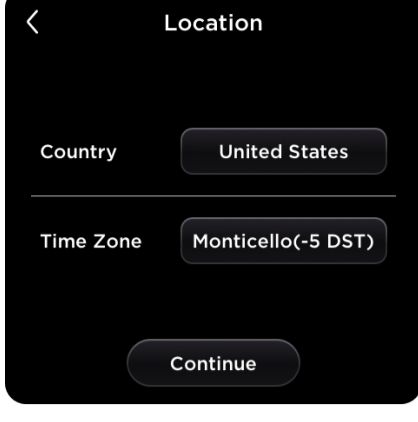 Location
Country
United States
Time Zone
Monticello(-5 DST)
Continue